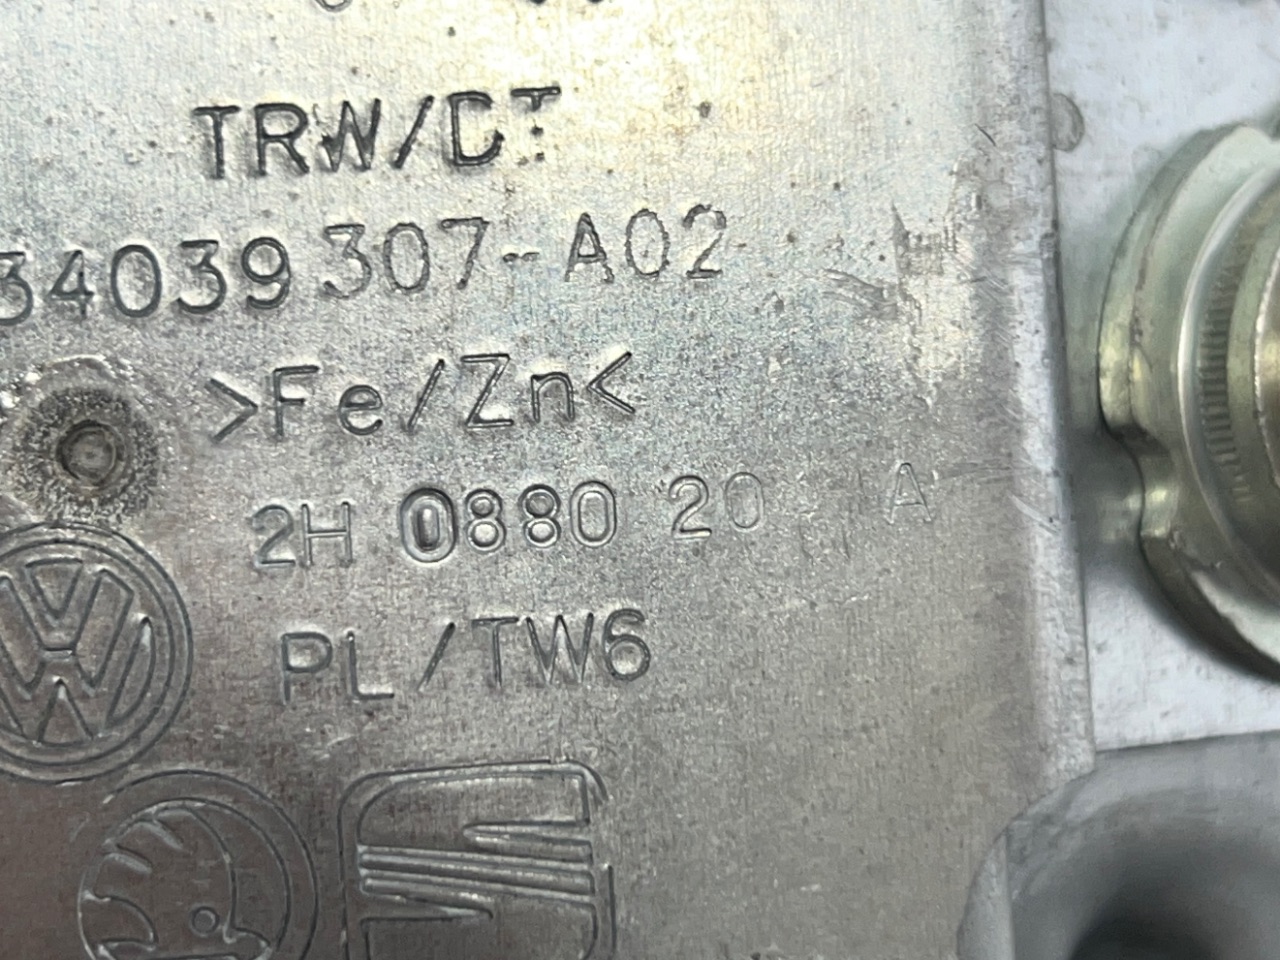 TRW/DT
34039307-A02
>Fe/Zn<
2H 0880 20 A
PL/TW6